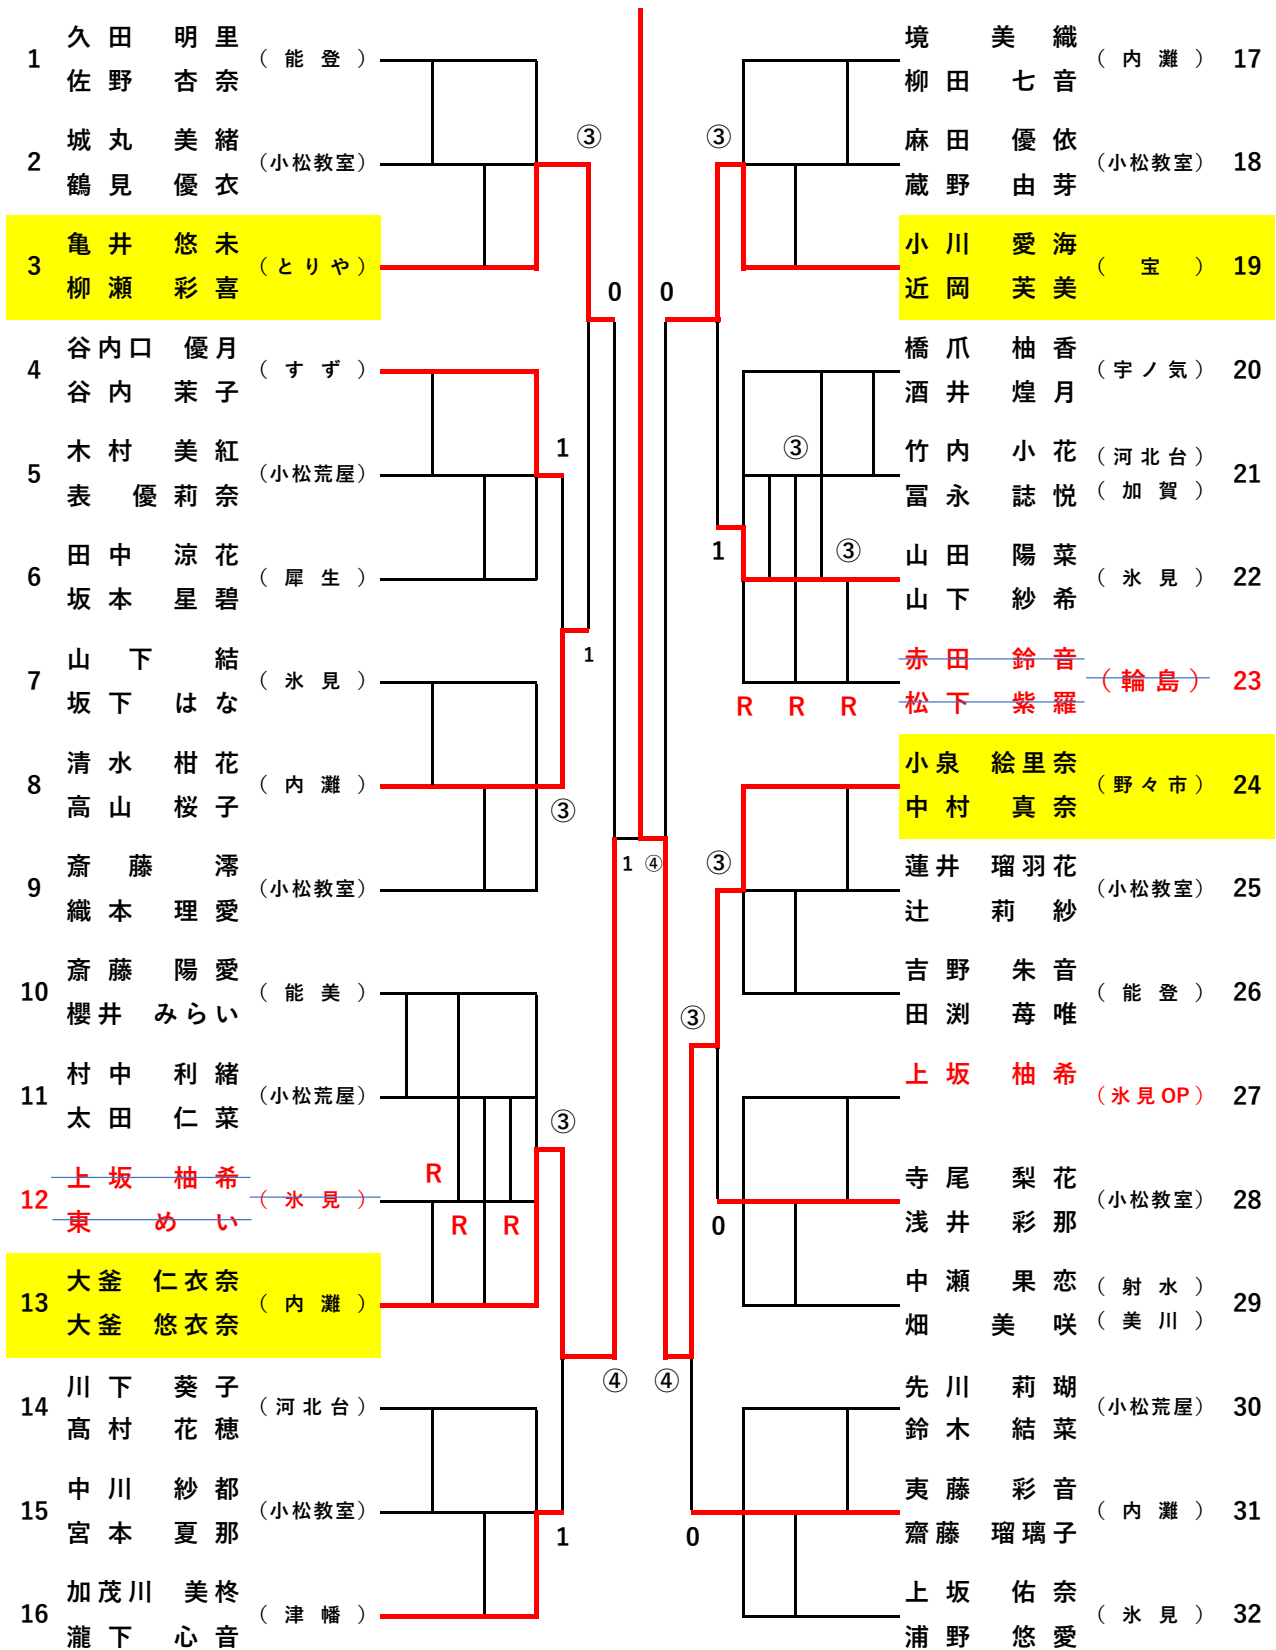 1 久田 明里 (能登)
佐野 杏奈
2 城丸 美緒 (小松教室)
鶴見 優衣
3 亀井 悠未 (とりや)
柳瀬 彩喜
4 谷内口 優月 (すず)
谷内 茉子
5 木村 美紅 (小松荒屋)
表 優莉奈
6 田中 涼花 (犀生)
坂本 星碧
7 山下 結 (氷見)
坂下 はな
8 清水 柑花 (内灘)
高山 桜子
9 斎藤 澪 (小松教室)
織本 理愛
10 斎藤 陽愛 (能美)
櫻井 みらい
11 村中 利緒 (小松荒屋)
太田 仁菜
12 上坂 柚希 (氷見)
東 めい
13 大釜 仁衣奈 (内灘)
大釜 悠衣奈
14 川下 葵子 (河北台)
髙村 花穂
15 中川 紗都 (小松教室)
宮本 夏那
16 加茂川 美柊 (津幡)
瀧下 心音
③
0
1
1
③
③
R
R R
④
1
1 ④
③
0
③
1
③
R R R
③
③
0
④
0
境 美織 (内灘) 17
柳田 七音
麻田 優依 (小松教室) 18
蔵野 由芽
小川 愛海 (宝) 19
近岡 芙美
橋爪 柚香 (宇ノ気) 20
酒井 煌月
竹内 小花 (河北台) 21
冨永 誌悦 (加賀)
山田 陽菜 (氷見) 22
山下 紗希
赤田 鈴音 (輪島) 23
松下 紫羅
小泉 絵里奈 (野々市) 24
中村 真奈
蓮井 瑠羽花 (小松教室) 25
辻 莉紗
吉野 朱音 (能登) 26
田渕 苺唯
上坂 柚希 (氷見OP) 27
寺尾 梨花 (小松教室) 28
浅井 彩那
中瀬 果恋 (射水) 29
畑 美咲 (美川)
先川 莉瑚 (小松荒屋) 30
鈴木 結菜
夷藤 彩音 (内灘) 31
齋藤 瑠璃子
上坂 佑奈 (氷見) 32
浦野 悠愛